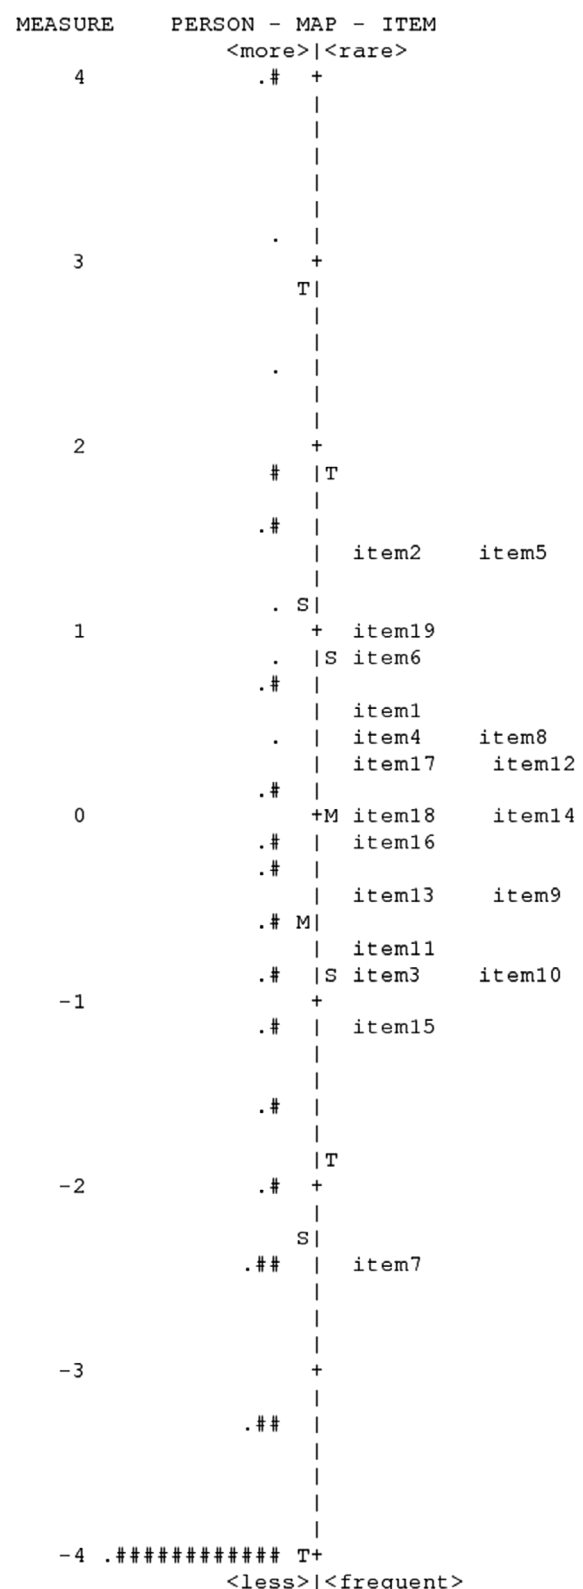 MEASURE PERSON - MAP - ITEM
<more>|<rare>
4 .# +
|
|
|
|
|
. |
3 +
T|
|
|
. |
|
|
2 +
# |T
|
.# |
| item2 item5
|
. S|
1 + item19
. |S item6
.# |
| item1
. | item4 item8
| item17 item12
.# |
0 +M item18 item14
.# | item16
.# |
| item13 item9
.# M|
| item11
.# |S item3 item10
-1 +
.# | item15
|
|
.# |
|
|T
-2 .# +
|
S|
.## | item7
|
|
|
-3 +
|
.## |
|
|
|
|
-4 .############ T+
<less>|<frequent>